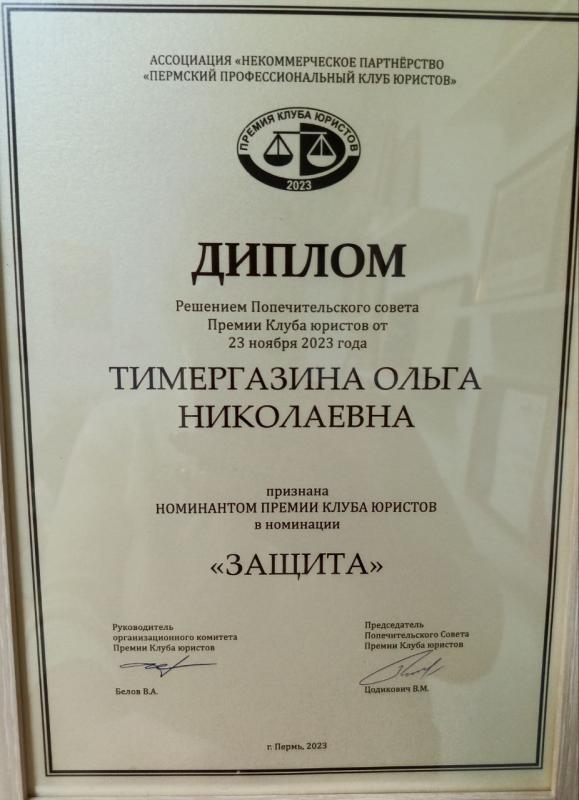 АССОЦИАЦИЯ «НЕКОММЕРЧЕСКОЕ ПАРТНЁРСТВО
«ПЕРМСКИЙ ПРОФЕССИОНАЛЬНЫЙ КЛУБ ЮРИСТОВ»
ПРЕМИЯ КЛУБА ЮРИСТОВ
2023
ДИПЛОМ
Решением Попечительского совета
Премии Клуба юристов от
23 ноября 2023 года
ТИМЕРГАЗИНА ОЛЬГА
НИКОЛАЕВНА
признана
НОМИНАНТОМ ПРЕМИИ КЛУБА ЮРИСТОВ
в номинации
«ЗАЩИТА»
Руководитель
организационного комитета
Премии Клуба юристов
Белов В.А.
Председатель
Попечительского Совета
Премии Клуба юристов
Цодикович В.М.
г. Пермь, 2023